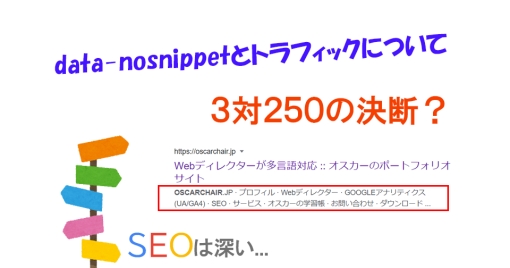 data-nosnippetとトラフィックについて
3対250の決断？
https://oscarchair.jp
Webディレクターが多言語対応 :: オスカーのポートフォリオ
サイト
OSCARCHAIR.JP · プロフィル · Webディレクター · GOOGLEアナリティクス
(UA/GA4) · SEO · サービス · オスカーの学習帳 · お問い合わせ · ダウンロード ...
SEOは深い...